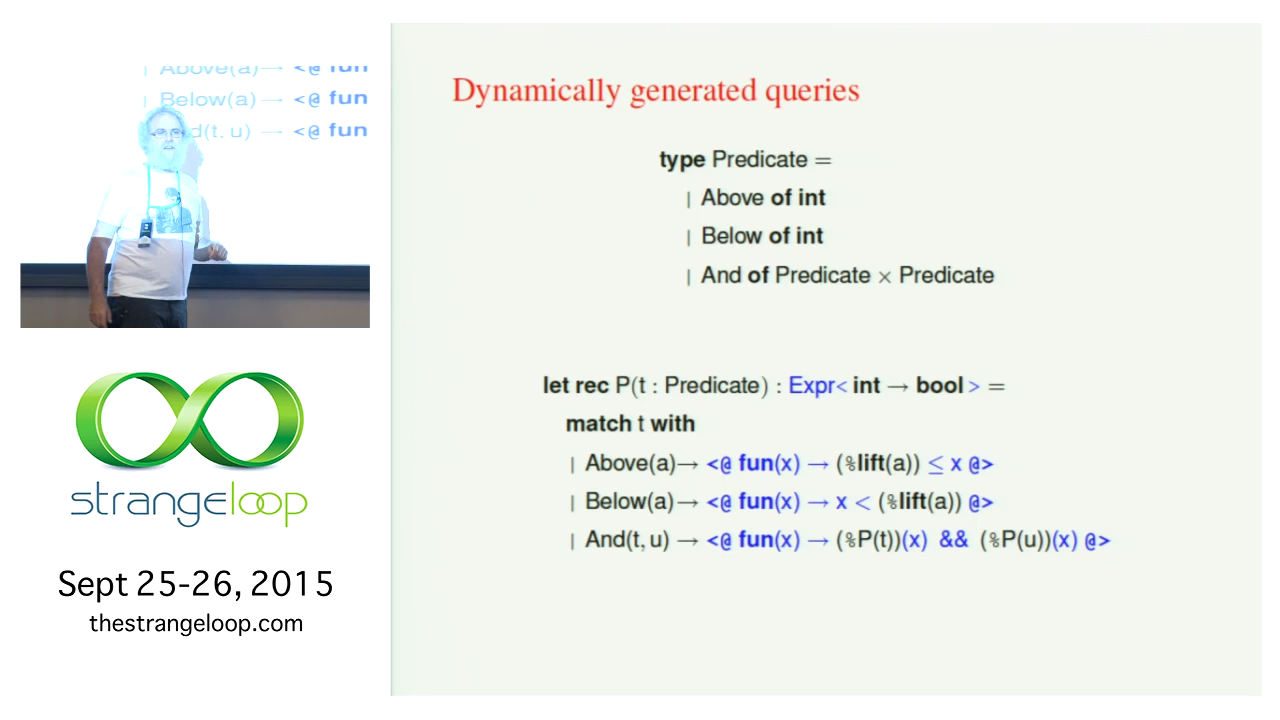 Above(a)→ <@ fun
Below(a)→ <@ fun
d(t, u) → <@ fun
strangeloop
Sept 25-26, 2015
thestrangeloop.com
Dynamically generated queries
type Predicate =
| Above of int
| Below of int
| And of Predicate × Predicate
let rec P(t : Predicate) : Expr< int → bool > =
match t with
| Above(a)→ <@ fun(x) → (%lift(a)) ≤ x @>
| Below(a)→ <@ fun(x) → x < (%lift(a)) @>
| And(t, u) → <@ fun(x) → (%P(t))(x) && (%P(u))(x) @>